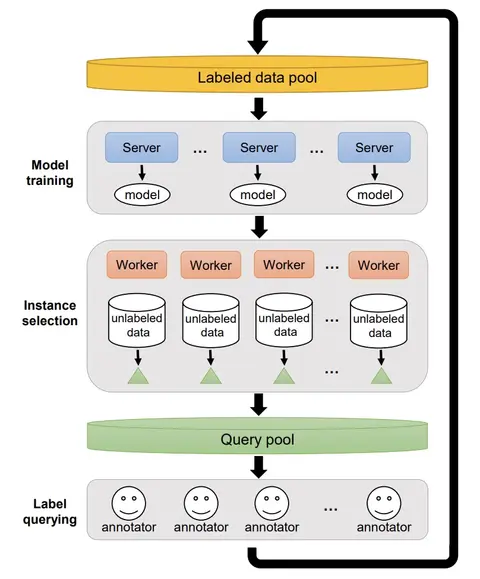 Labeled data pool
Model
training
Server ... Server ... Server
model model model
Instance
selection
Worker Worker Worker ... Worker
unlabeled
data
unlabeled
data
unlabeled
data
...
unlabeled
data
...
Query pool
Label
querying
...
annotator annotator annotator annotator